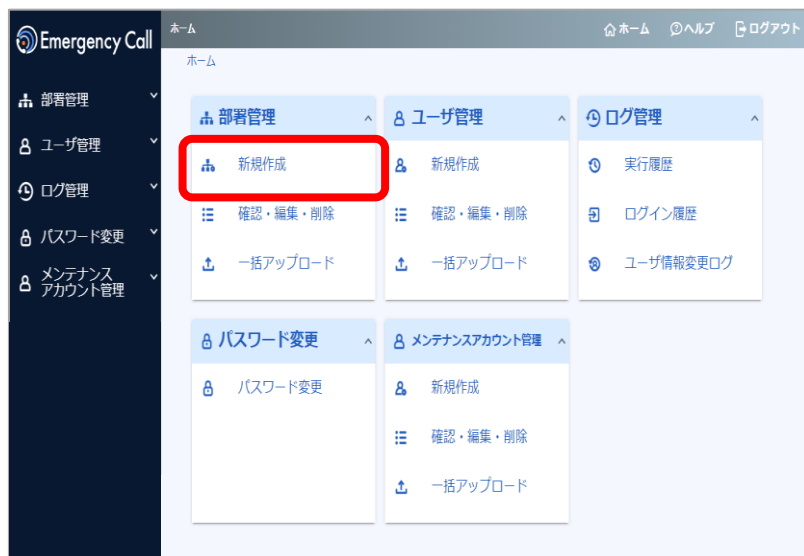 Emergency Call
ホーム
ホーム ヘルプ ログアウト
ホーム
部署管理
ユーザ管理
ログ管理
パスワード変更
メンテナンス
アカウント管理
部署管理
新規作成
確認・編集・削除
一括アップロード
ユーザ管理
新規作成
確認・編集・削除
一括アップロード
ログ管理
実行履歴
ログイン履歴
ユーザ情報変更ログ
パスワード変更
パスワード変更
メンテナンスアカウント管理
新規作成
確認・編集・削除
一括アップロード